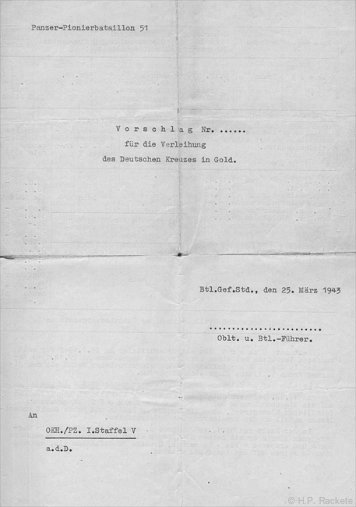 Panzer-Pionierbataillon 51
Vorschlag Nr. ......
für die Verleihung
des Deutschen Kreuzes in Gold.
Btl.Gef.Std., den 25. März 1943
........................
Oblt. u. Btl.-Führer.
An
OKH./PZ. I.Staffel V
a.d.D.
© H.P. Rackets